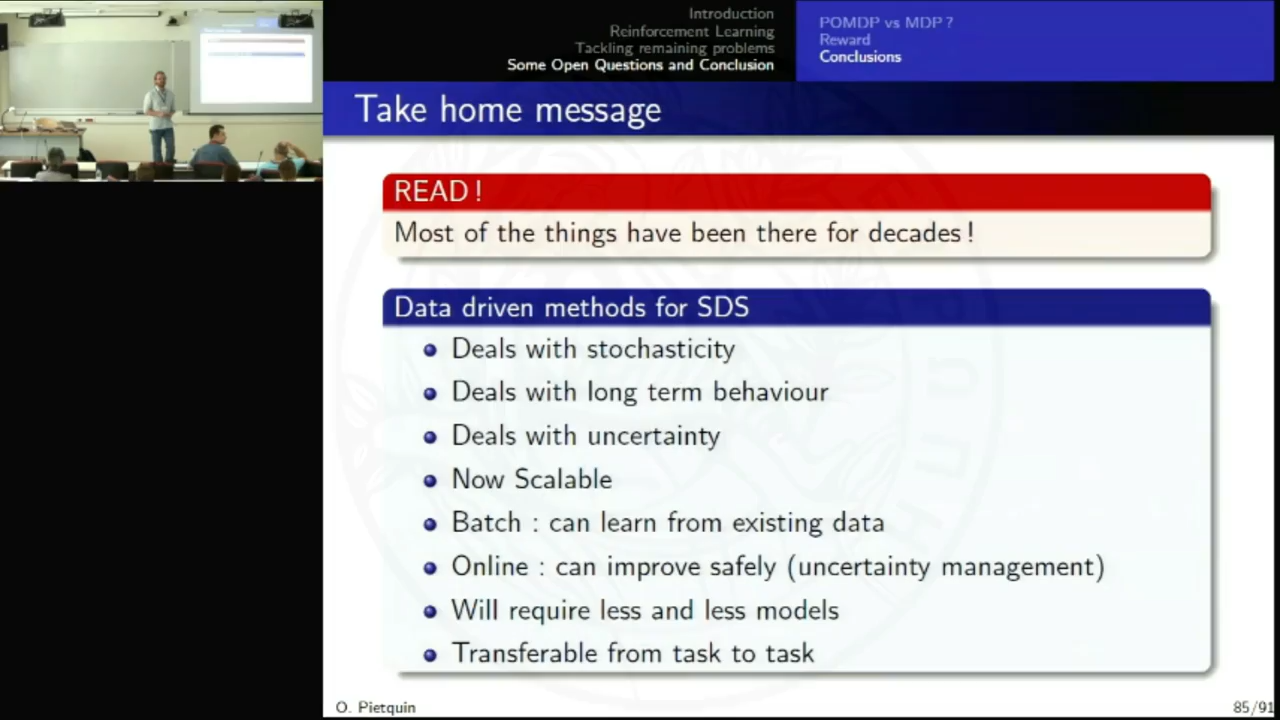 Introduction
Reinforcement Learning
Tackling remaining problems
Some Open Questions and Conclusion
POMDP vs MDP ?
Reward
Conclusions
Take home message
READ !
Most of the things have been there for decades !
Data driven methods for SDS
Deals with stochasticity
Deals with long term behaviour
Deals with uncertainty
Now Scalable
Batch : can learn from existing data
Online : can improve safely (uncertainty management)
Will require less and less models
Transferable from task to task
O. Pietquin
85/91